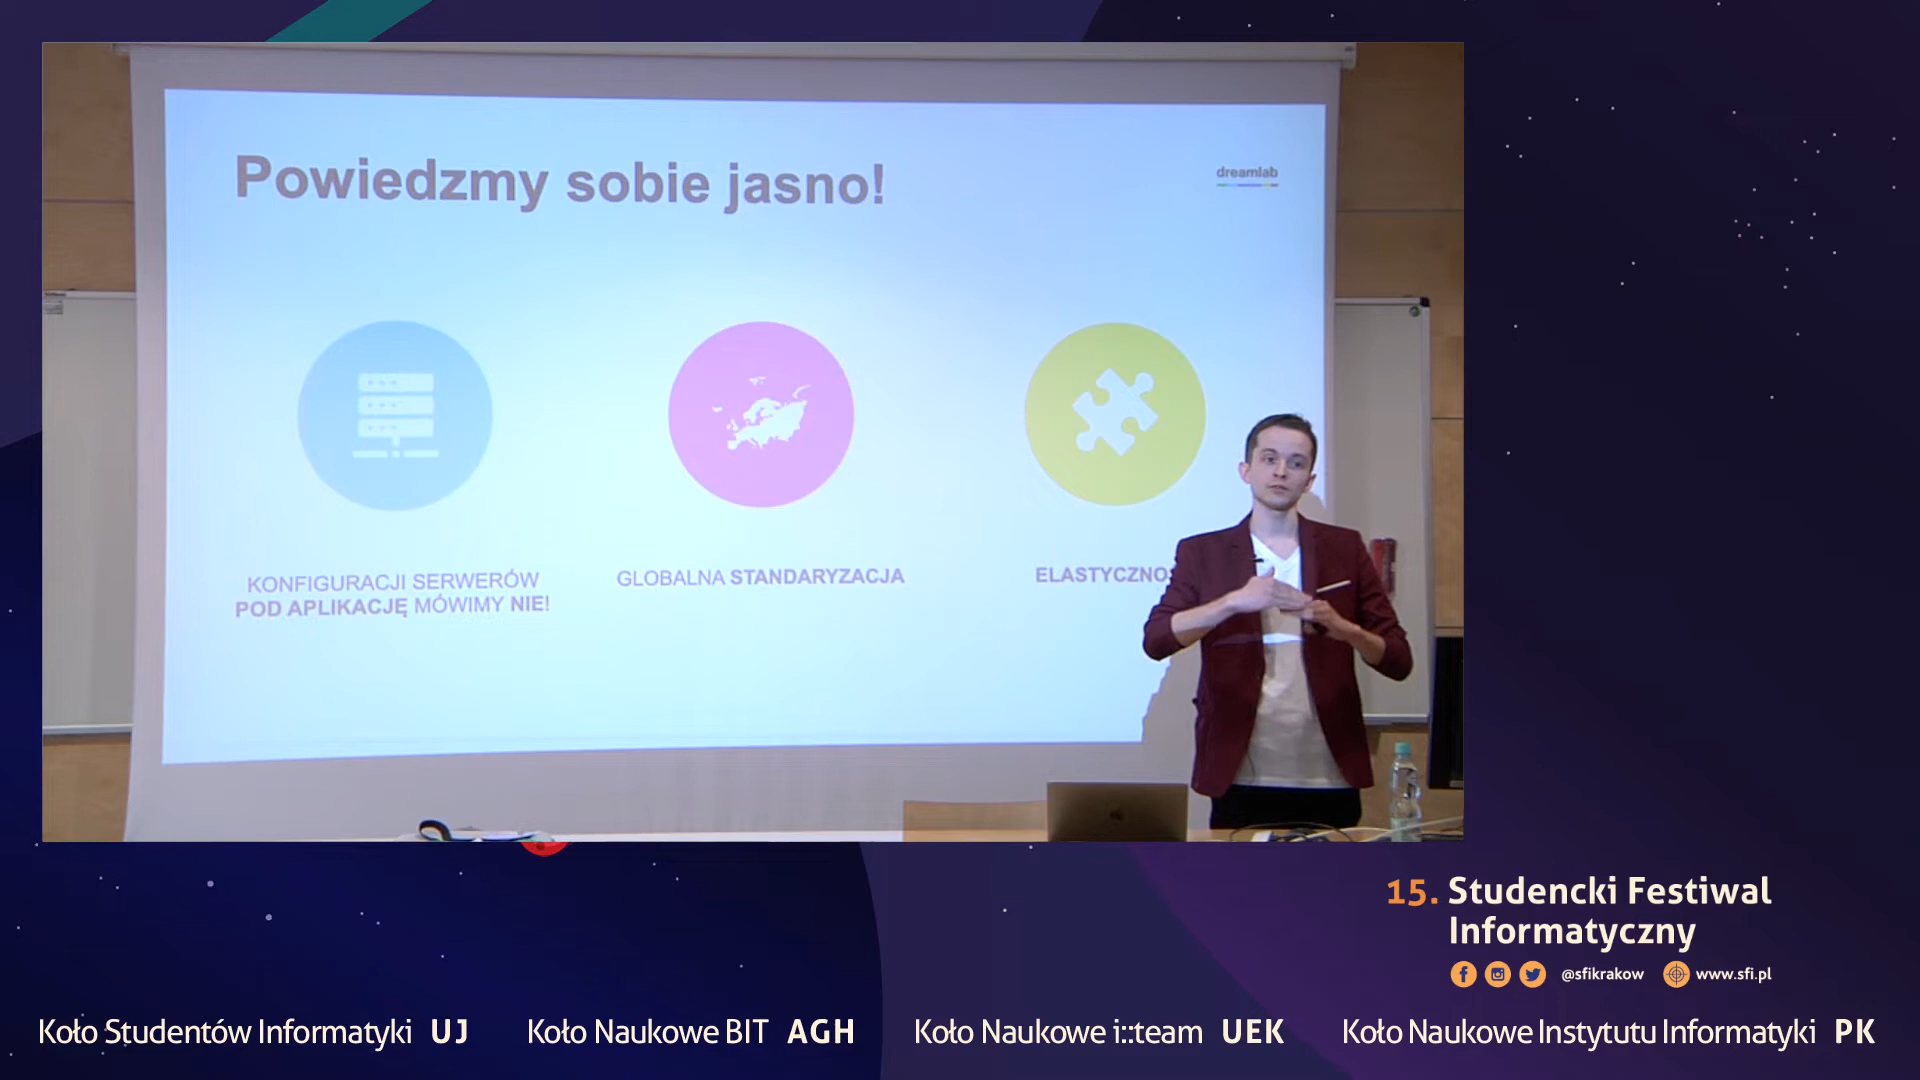 Powiedzmy sobie jasno!
dreamlab
KONFIGURACJI SERWERÓW
POD APLIKACJĘ MÓWIMY NIE!
GLOBALNA STANDARYZACJA
15. Studencki Festiwal
Informatyczny
@sfikrakow www.sfi.pl
Koło Studentów Informatyki UJ
Koło Naukowe BIT AGH
Koło Naukowe i::team UEK
Koło Naukowe Instytutu Informatyki PK